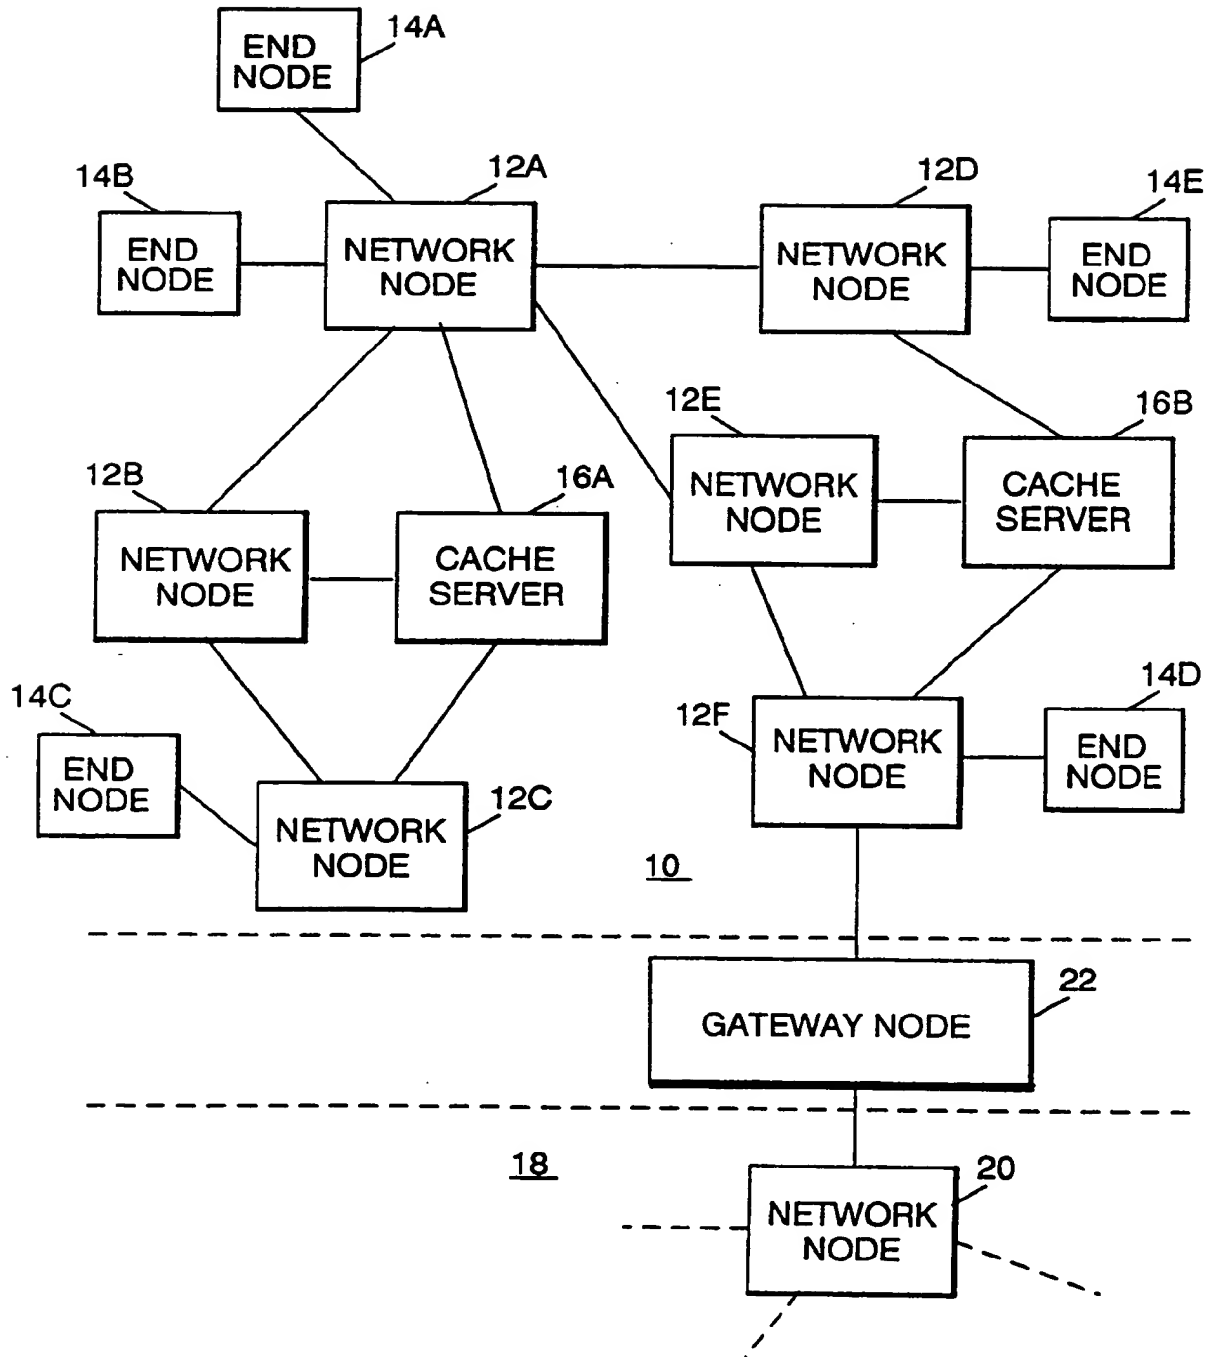 14A
END
NODE
12A
12D
14B
14E
END
NODE
NETWORK
NODE
NETWORK
NODE
END
NODE
12E
16B
12B
16A
NETWORK
NODE
CACHE
SERVER
NETWORK
NODE
CACHE
SERVER
14C
12F
14D
END
NODE
NETWORK
NODE
END
NODE
12C
NETWORK
NODE
10
22
GATEWAY NODE
18
20
NETWORK
NODE